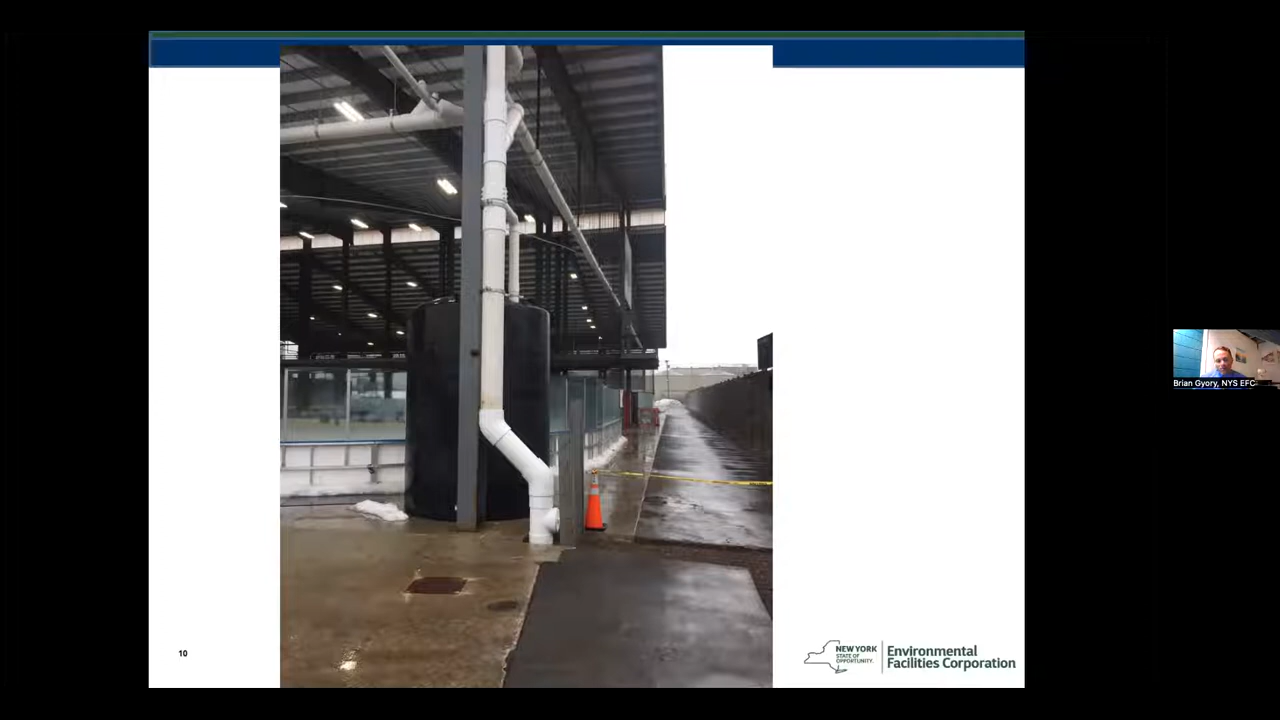 10
NEW YORK
STATE OF
OPPORTUNITY.
Environmental
Facilities Corporation
Brian Gyory, NYS EFC